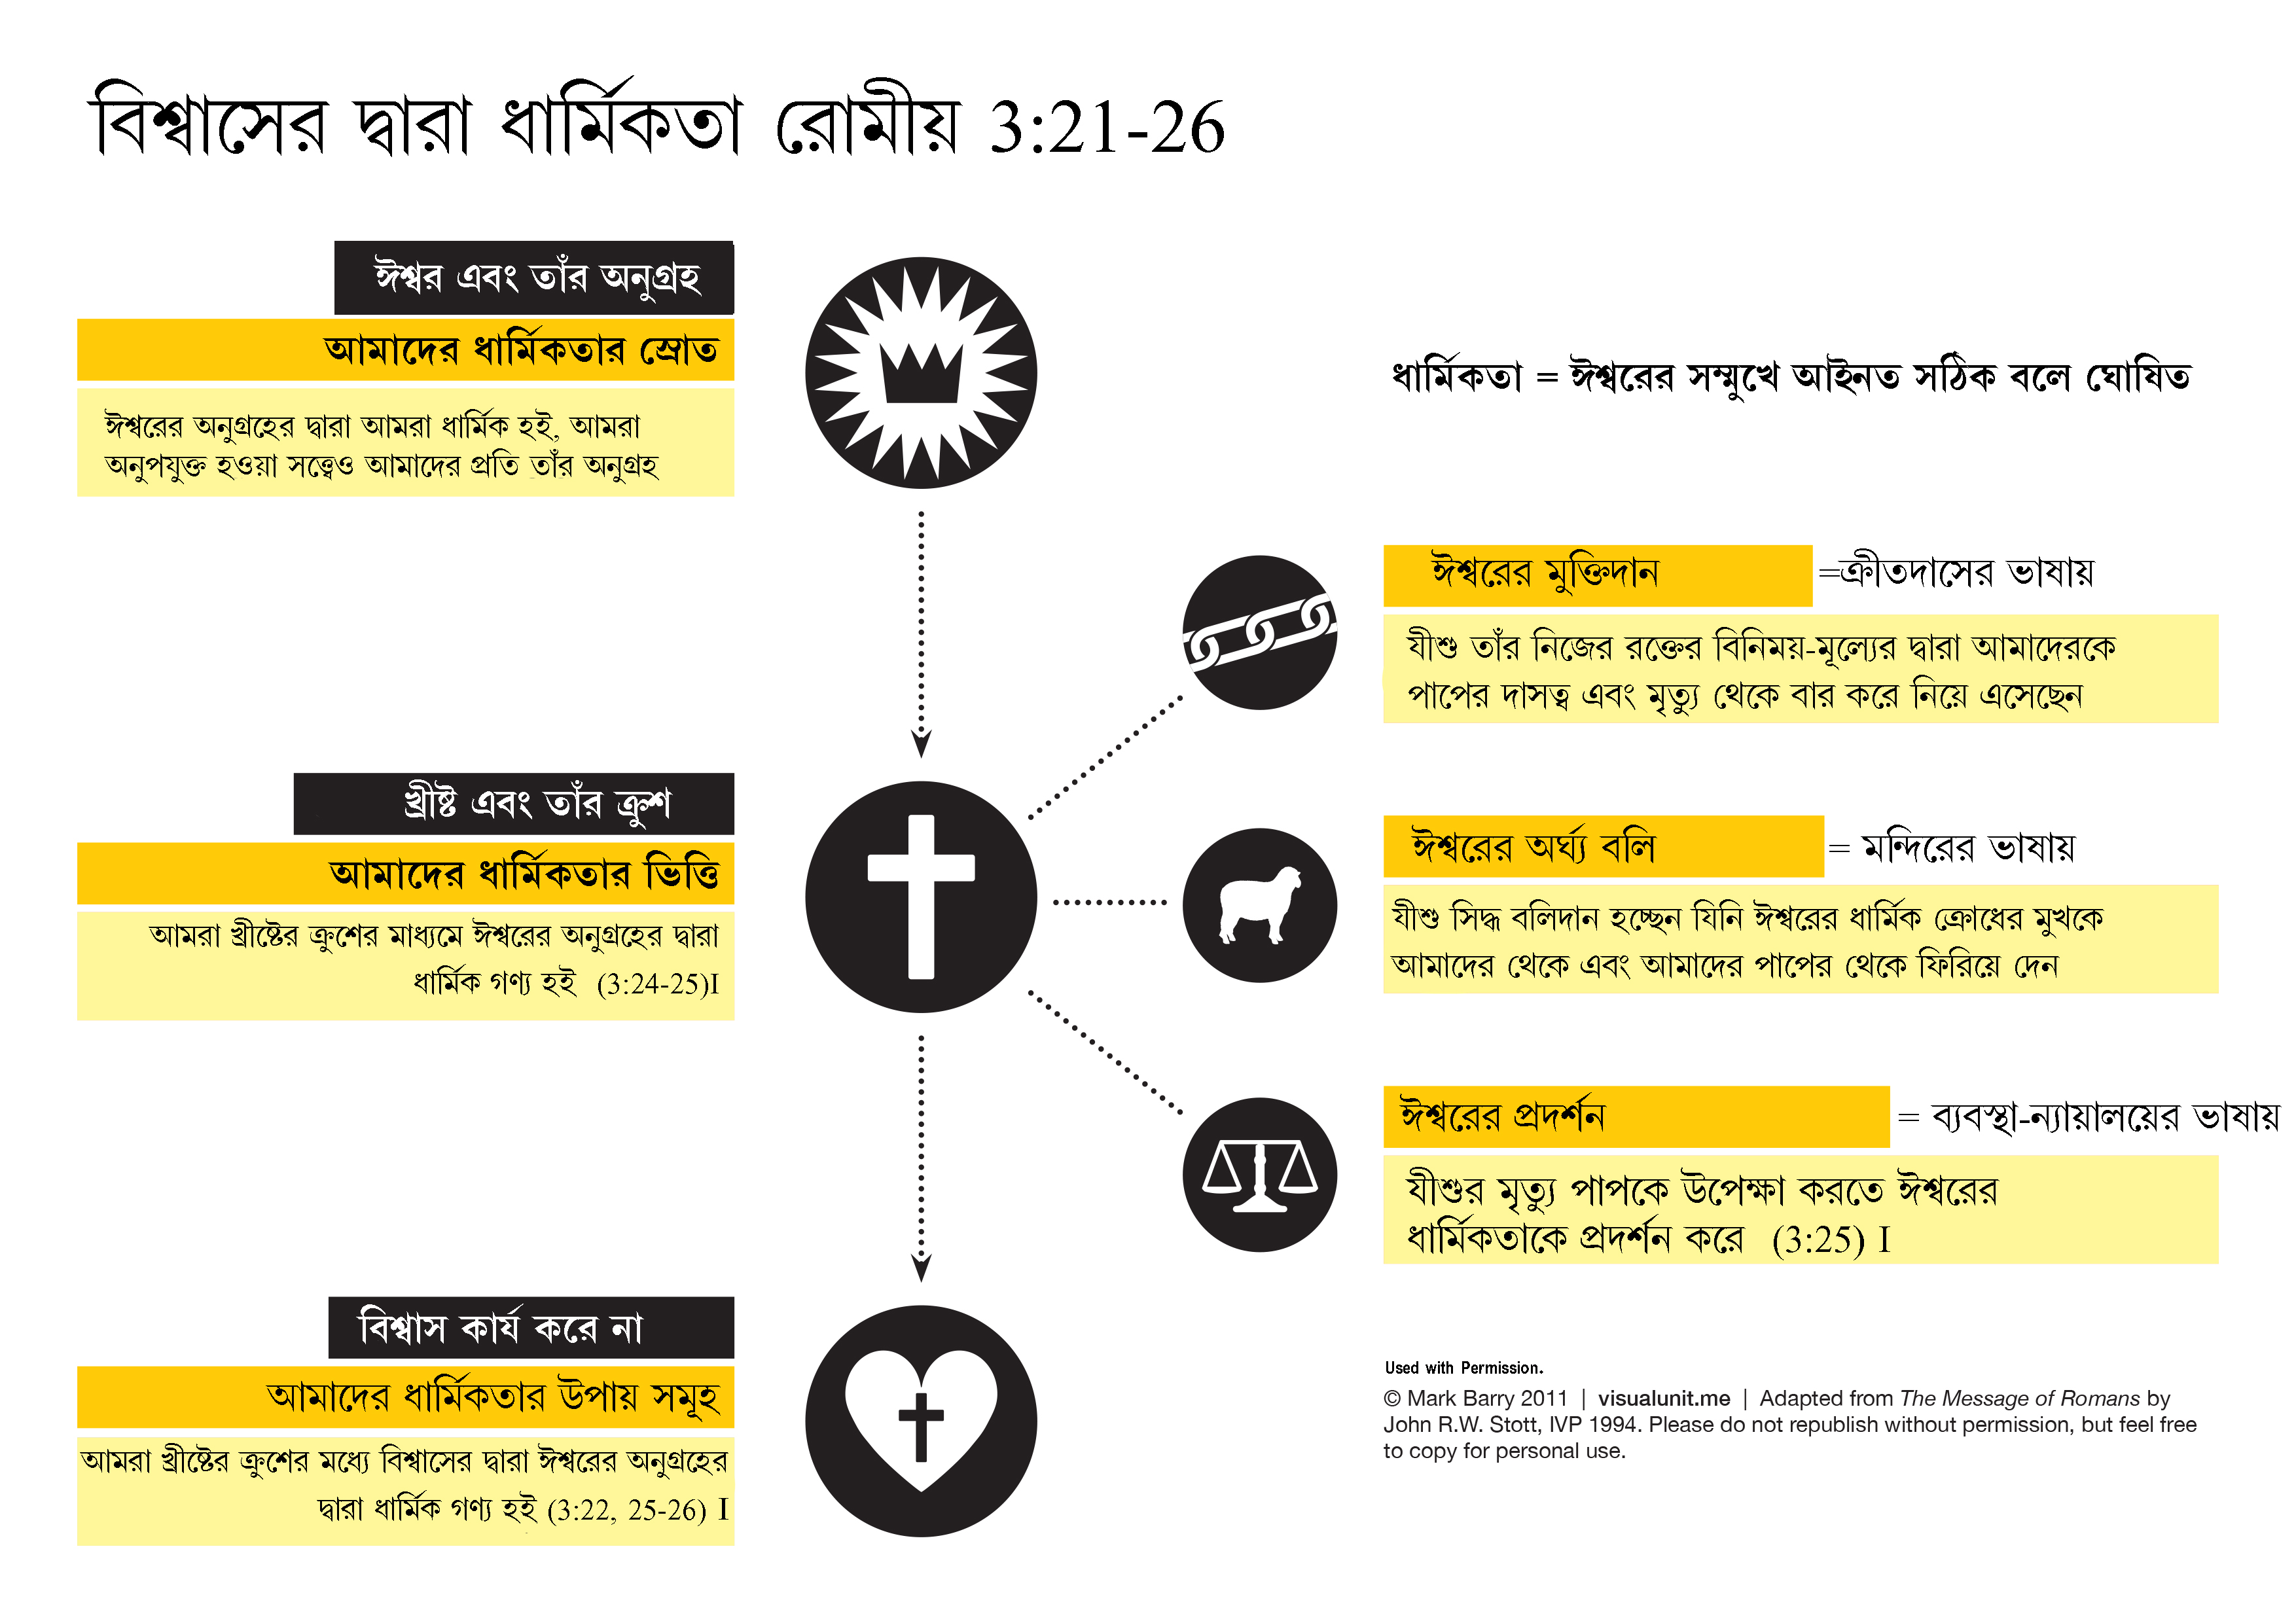 বিশ্বাসের দ্বারা ধার্মিকতা রোমীয় 3:21-26
ঈশ্বর এবং তাঁর অনুগ্রহ
আমাদের ধার্মিকতার স্রোত
ঈশ্বরের অনুগ্রহের দ্বারা আমরা ধার্মিক হই, আমরা
অনুপযুক্ত হওয়া সত্ত্বেও আমাদের প্রতি তাঁর অনুগ্রহ
ধার্মিকতা = ঈশ্বরের সম্মুখে আইনত সঠিক বলে ঘোষিত
ঈশ্বরের মুক্তিদান =ক্রীতদাসের ভাষায়
যীশু তাঁর নিজের রক্তের বিনিময়-মূল্যের দ্বারা আমাদেরকে
পাপের দাসত্ব এবং মৃত্যু থেকে বার করে নিয়ে এসেছেন
খ্রীষ্ট এবং তাঁর ক্রুশ
আমাদের ধার্মিকতার ভিত্তি
আমরা খ্রীষ্টের ক্রুশের মাধ্যমে ঈশ্বরের অনুগ্রহের দ্বারা
ধার্মিক গণ্য হই (3:24-25)I
ঈশ্বরের অর্ঘ্য বলি = মন্দিরের ভাষায়
যীশু সিদ্ধ বলিদান হচ্ছেন যিনি ঈশ্বরের ধার্মিক ক্রোধের মুখকে
আমাদের থেকে এবং আমাদের পাপের থেকে ফিরিয়ে দেন
ঈশ্বরের প্রদর্শন = ব্যবস্থা-ন্যায়ালয়ের ভাষায়
যীশুর মৃত্যু পাপকে উপেক্ষা করতে ঈশ্বরের
ধার্মিকতাকে প্রদর্শন করে (3:25) I
বিশ্বাস কার্য করে না
আমাদের ধার্মিকতার উপায় সমূহ
আমরা খ্রীষ্টের ক্রুশের মধ্যে বিশ্বাসের দ্বারা ঈশ্বরের অনুগ্রহের
দ্বারা ধার্মিক গণ্য হই (3:22, 25-26) I
Used with Permission.
© Mark Barry 2011 | visualunit.me | Adapted from The Message of Romans by
John R.W. Stott, IVP 1994. Please do not republish without permission, but feel free
to copy for personal use.